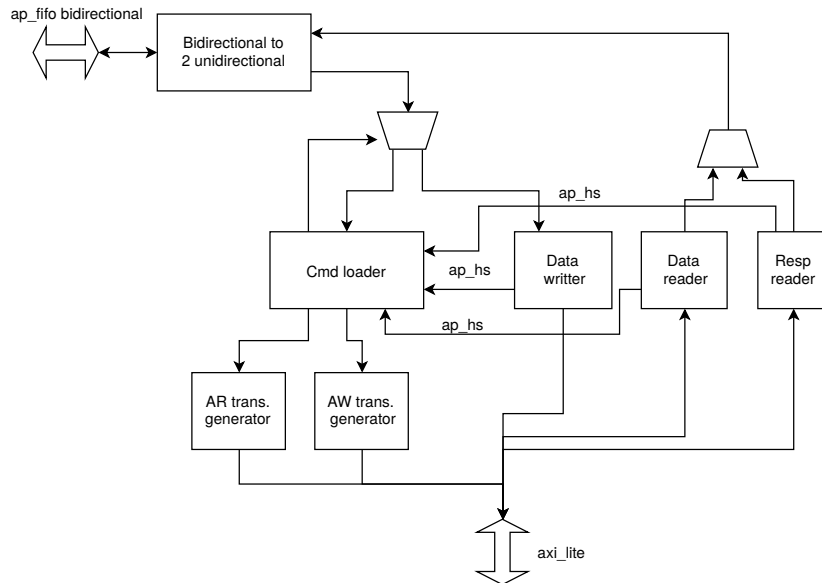 ap_fifo bidirectional
Bidirectional to
2 unidirectional
ap_hs
Cmd loader
ap_hs
Data
writter
Data
reader
Resp
reader
ap_hs
AR trans.
generator
AW trans.
generator
axi_lite